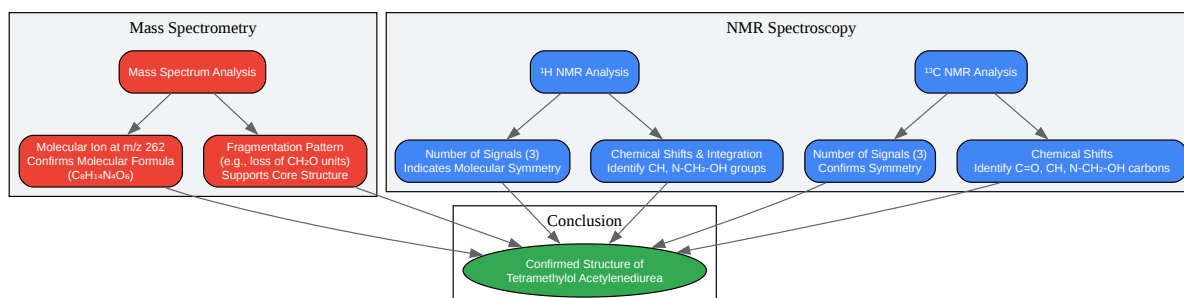 Mass Spectrometry
NMR Spectroscopy
Mass Spectrum Analysis
¹H NMR Analysis
¹³C NMR Analysis
Molecular Ion at m/z 262
Confirms Molecular Formula
(C₈H₁₄N₄O₆)
Fragmentation Pattern
(e.g., loss of CH₂O units)
Supports Core Structure
Number of Signals (3)
Indicates Molecular Symmetry
Chemical Shifts & Integration
Identify CH, N-CH₂-OH groups
Number of Signals (3)
Confirms Symmetry
Chemical Shifts
Identify C=O, CH, N-CH₂-OH carbons
Conclusion
Confirmed Structure of
Tetramethylol Acetylenediurea